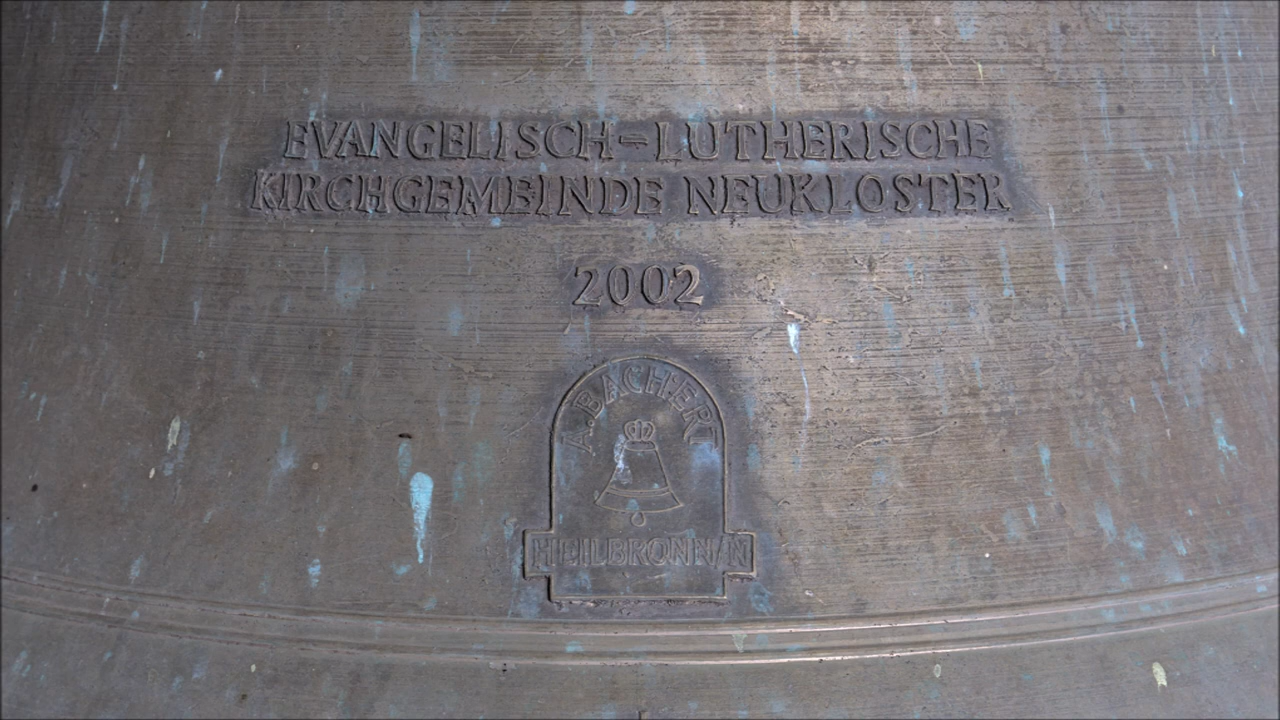 EVANGELISCH-LUTHERISCHE
KIRCHGEMEINDE NEUKLOSTER
2002
A. BACHERT
HEILBRONN/N